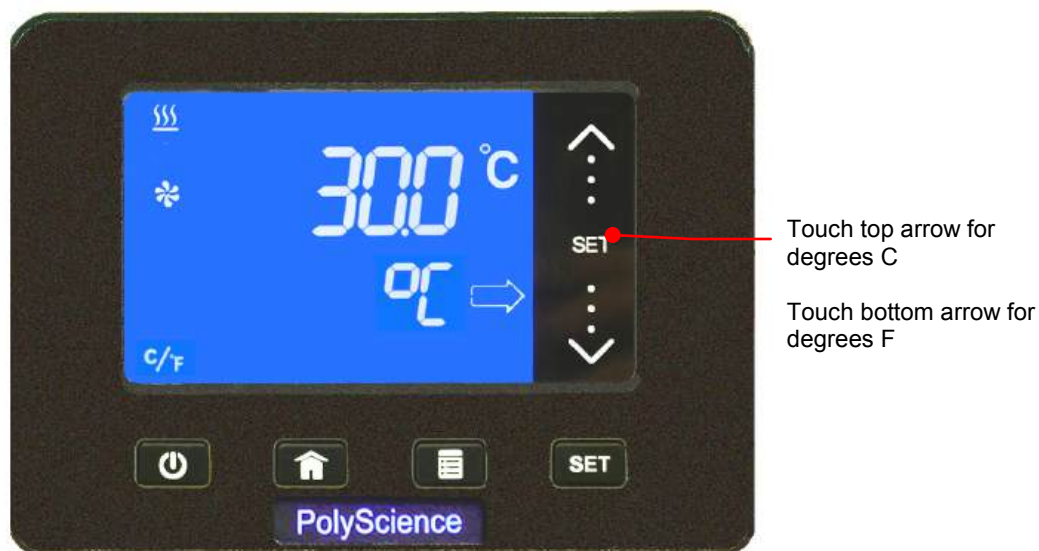 30.0 °C
SET
°C
C/°F
SET
PolyScience
Touch top arrow for
degrees C
Touch bottom arrow for
degrees F